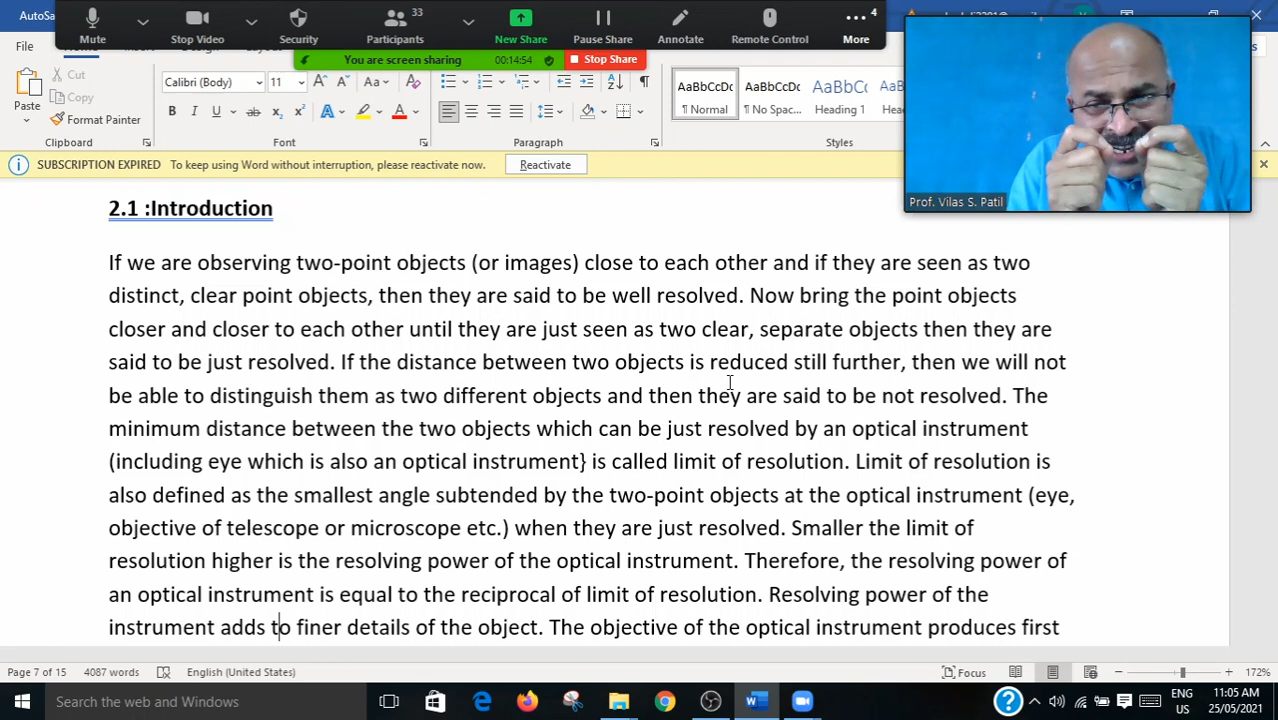 AutoSa
33
4
Mute
Stop Video
Security
Participants
New Share
Pause Share
Annotate
Remote Control
More
You are screen sharing
00:14:54
Stop Share
File
Home
Cut
Copy
Format Painter
Paste
Clipboard
Calibri (Body)
11
Aa
B I U ab x₂ x²
A
A
Font
Paragraph
AaBbCcDc
¶ Normal
AaBbCcDc
¶ No Spac...
AaBbC
Heading 1
Styles
SUBSCRIPTION EXPIRED To keep using Word without interruption, please reactivate now.
Reactivate
Prof. Vilas S. Patil
2.1 :Introduction
If we are observing two-point objects (or images) close to each other and if they are seen as two
distinct, clear point objects, then they are said to be well resolved. Now bring the point objects
closer and closer to each other until they are just seen as two clear, separate objects then they are
said to be just resolved. If the distance between two objects is reduced still further, then we will not
be able to distinguish them as two different objects and then they are said to be not resolved. The
minimum distance between the two objects which can be just resolved by an optical instrument
(including eye which is also an optical instrument} is called limit of resolution. Limit of resolution is
also defined as the smallest angle subtended by the two-point objects at the optical instrument (eye,
objective of telescope or microscope etc.) when they are just resolved. Smaller the limit of
resolution higher is the resolving power of the optical instrument. Therefore, the resolving power of
an optical instrument is equal to the reciprocal of limit of resolution. Resolving power of the
instrument adds to finer details of the object. The objective of the optical instrument produces first
Page 7 of 15
4087 words
English (United States)
Focus
172%
Search the web and Windows
ENG
US
11:05 AM
25/05/2021